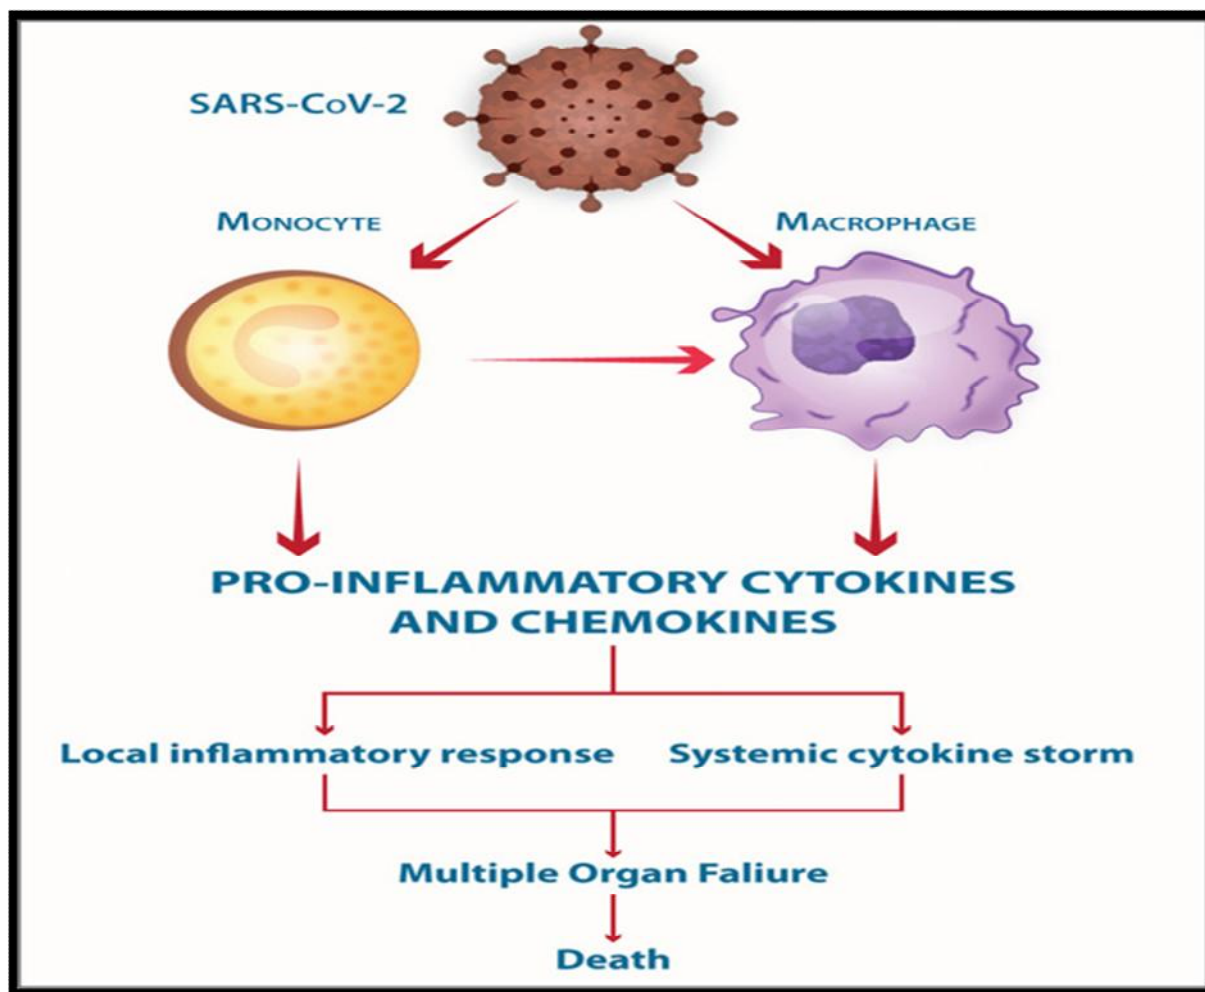 SARS-CoV-2
Monocyte
Macrophage
PRO-INFLAMMATORY CYTOKINES
AND CHEMOKINES
Local inflammatory response
Systemic cytokine storm
Multiple Organ Faliure
Death